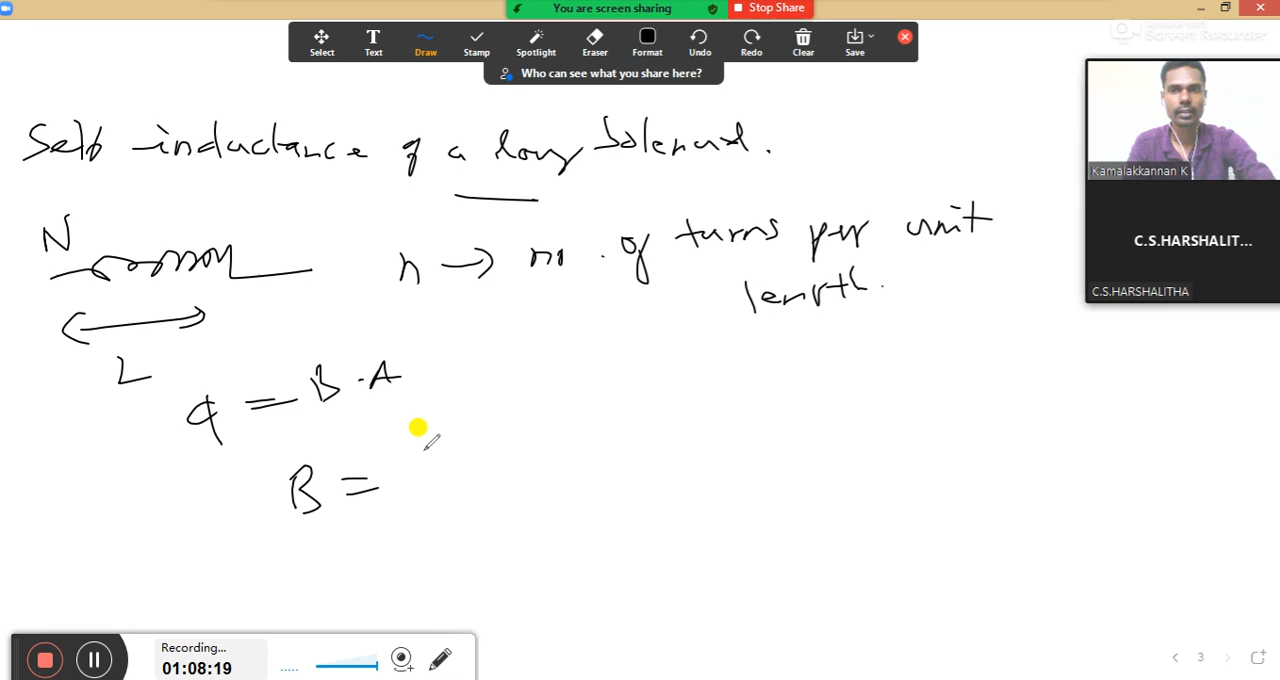 You are screen sharing
Stop Share
Select
Text
Draw
Stamp
Spotlight
Eraser
Format
Undo
Redo
Clear
Save
Who can see what you share here?
Screen Recorder
Self inductance of a long Solenoid.
N
n → no. of turns per unit
length.
L
φ = B . A
B =
Kamalakkannan K
C.S.HARSHALIT...
C.S.HARSHALITHA
Recording...
01:08:19
3